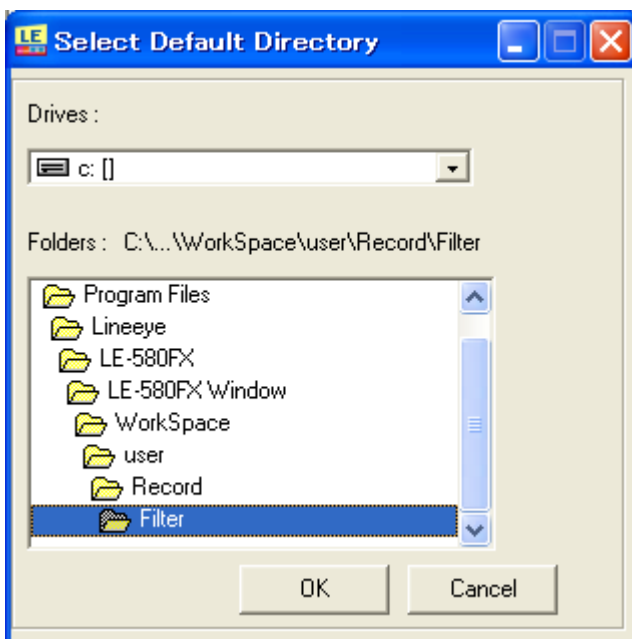 LE Select Default Directory
Drives :
c: []
Folders : C:\...\WorkSpace\user\Record\Filter
Program Files
Lineeye
LE-580FX
LE-580FX Window
WorkSpace
user
Record
Filter
OK Cancel